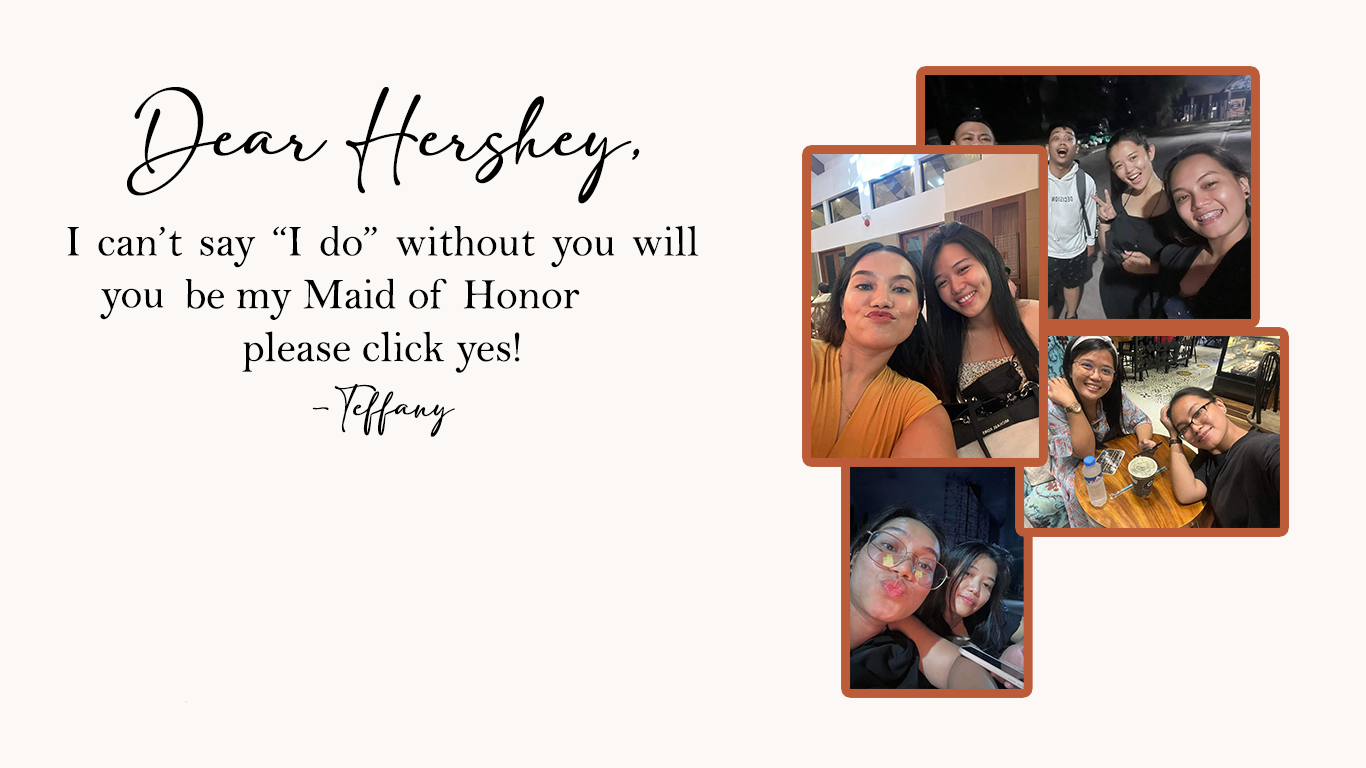 Dear Hershey,
I can't say “I do” without you will
you be my Maid of Honor
please click yes!
- Teffany